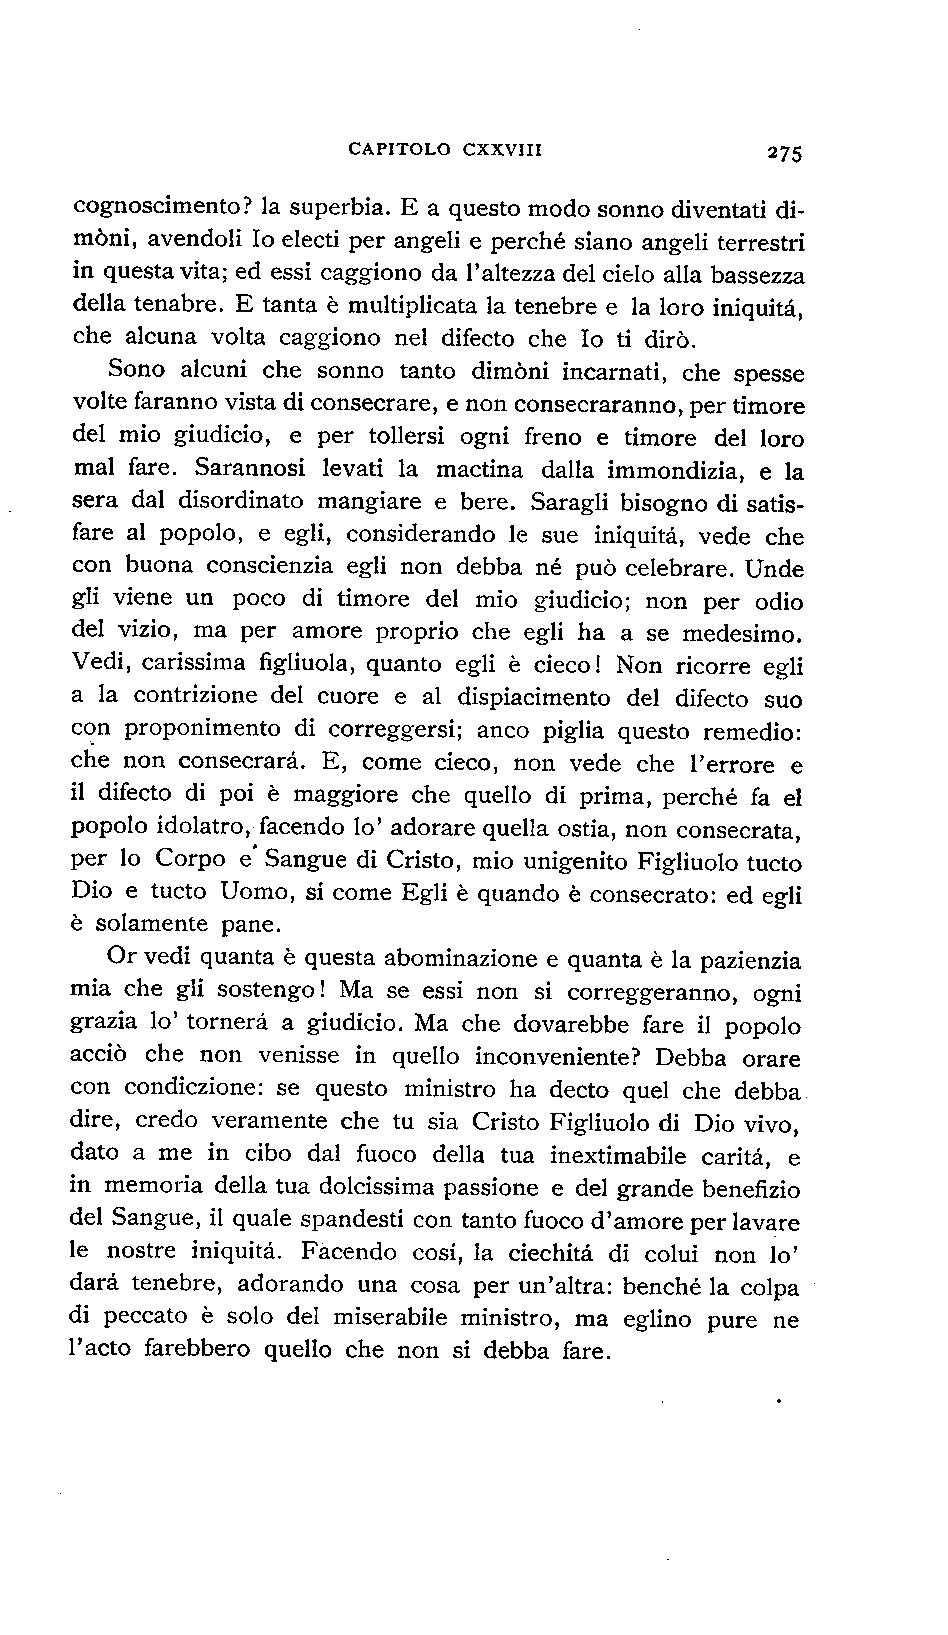 CAPITOLO CXXVIII 275
cognoscimento? la superbia. E a questo modo sonno diventati di-
mòni, avendoli Io electi per angeli e perché siano angeli terrestri
in questa vita; ed essi caggiono da l'altezza del cielo alla bassezza
della tenabre. E tanta è multiplicata la tenebre e la loro iniquitá,
che alcuna volta caggiono nel difecto che Io ti dirò.
Sono alcuni che sonno tanto dimòni incarnati, che spesse
volte faranno vista di consecrare, e non consecraranno, per timore
del mio giudicio, e per tollersi ogni freno e timore del loro
mal fare. Sarannosi levati la mactina dalla immondizia, e la
sera dal disordinato mangiare e bere. Saragli bisogno di satis-
fare al popolo, e egli, considerando le sue iniquitá, vede che
con buona conscienzia egli non debba né può celebrare. Unde
gli viene un poco di timore del mio giudicio; non per odio
del vizio, ma per amore proprio che egli ha a se medesimo.
Vedi, carissima figliuola, quanto egli è cieco! Non ricorre egli
a la contrizione del cuore e al dispiacimento del difecto suo
con proponimento di correggersi; anco piglia questo remedio:
che non consecrará. E, come cieco, non vede che l'errore e
il difecto di poi è maggiore che quello di prima, perché fa el
popolo idolatro, facendo lo' adorare quella ostia, non consecrata,
per lo Corpo e' Sangue di Cristo, mio unigenito Figliuolo tucto
Dio e tucto Uomo, sí come Egli è quando è consecrato: ed egli
è solamente pane.
Or vedi quanta è questa abominazione e quanta è la pazienzia
mia che gli sostengo! Ma se essi non si correggeranno, ogni
grazia lo' tornerá a giudicio. Ma che dovarebbe fare il popolo
acciò che non venisse in quello inconveniente? Debba orare
con condiczione: se questo ministro ha decto quel che debba
dire, credo veramente che tu sia Cristo Figliuolo di Dio vivo,
dato a me in cibo dal fuoco della tua inextimabile caritá, e
in memoria della tua dolcissima passione e del grande benefizio
del Sangue, il quale spandesti con tanto fuoco d'amore per lavare
le nostre iniquitá. Facendo cosí, la ciechitá di colui non lo'
dará tenebre, adorando una cosa per un'altra: benché la colpa
di peccato è solo del miserabile ministro, ma eglino pure ne
l'acto farebbero quello che non si debba fare.